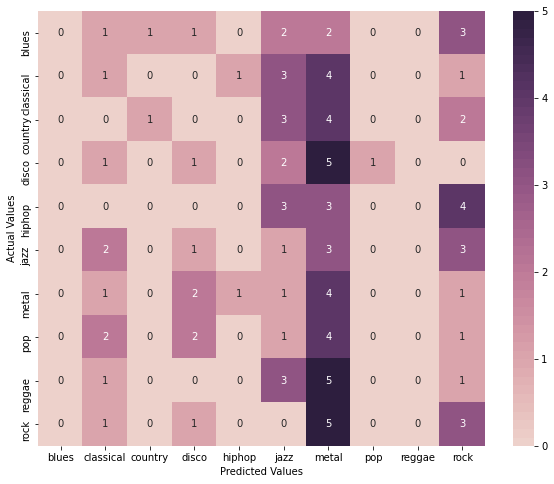 blues 0 1 1 1 0 2 2 0 0 3
classical 0 1 0 0 1 3 4 0 0 1
country 0 0 1 0 0 3 4 0 0 2
disco 0 1 0 1 0 2 5 1 0 0
hiphop 0 0 0 0 0 3 3 0 0 4
jazz 0 2 0 1 0 1 3 0 0 3
metal 0 1 0 2 1 1 4 0 0 1
pop 0 2 0 2 0 1 4 0 0 1
reggae 0 1 0 0 0 3 5 0 0 1
rock 0 1 0 1 0 0 5 0 0 3
blues classical country disco hiphop jazz metal pop reggae rock
Predicted Values
Actual Values
5
4
3
2
1
0